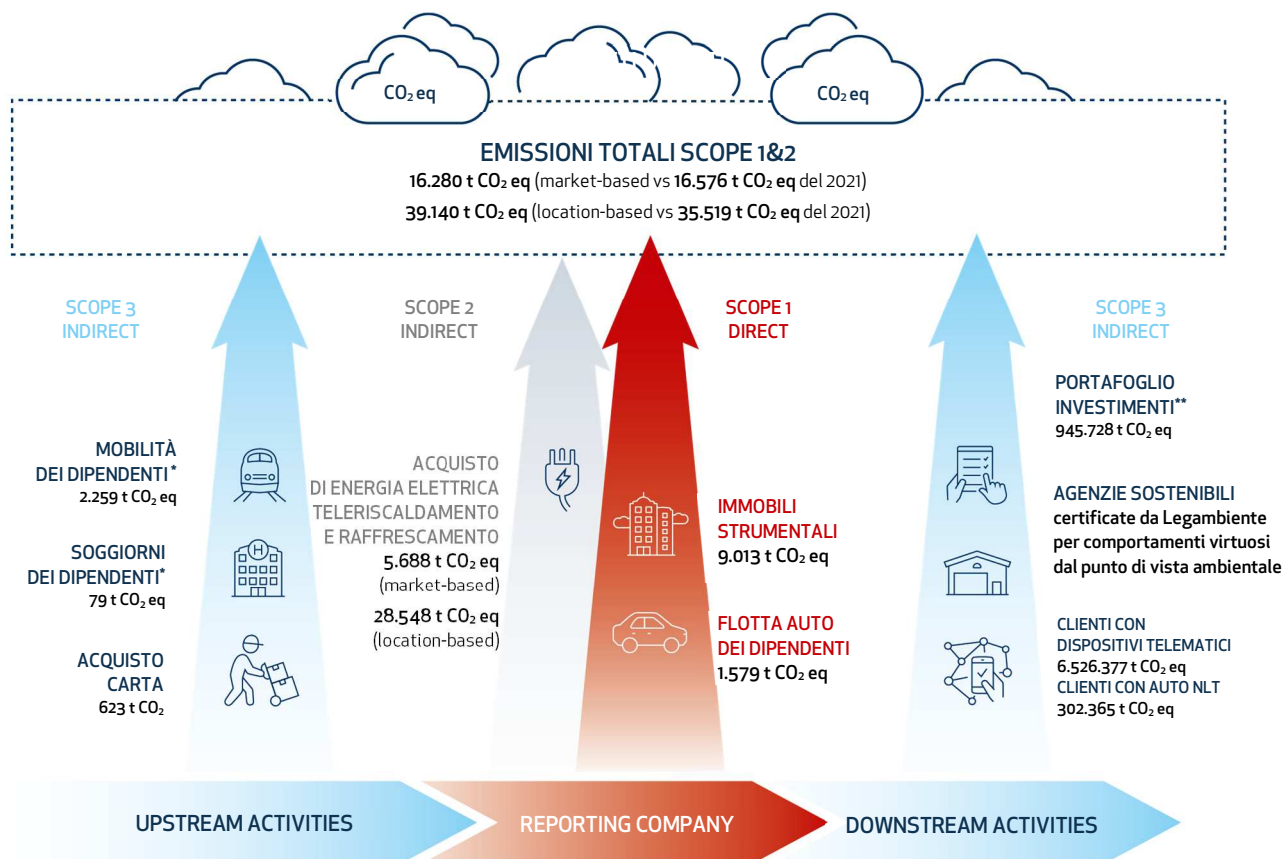 CO₂ eq
CO₂ eq
EMISSIONI TOTALI SCOPE 1&2
16.280 t CO₂ eq (market-based vs 16.576 t CO₂ eq del 2021)
39.140 t CO₂ eq (location-based vs 35.519 t CO₂ eq del 2021)
SCOPE 3
INDIRECT
MOBILITÀ
DEI DIPENDENTI*
2.259 t CO₂ eq
SOGGIORNI
DEI DIPENDENTI*
79 t CO₂ eq
ACQUISTO
CARTA
623 t CO₂
SCOPE 2
INDIRECT
ACQUISTO
DI ENERGIA ELETTRICA
TELERISCALDAMENTO
E RAFFRESCAMENTO
5.688 t CO₂ eq
(market-based)
28.548 t CO₂ eq
(location-based)
SCOPE 1
DIRECT
IMMOBILI
STRUMENTALI
9.013 t CO₂ eq
FLOTTA AUTO
DEI DIPENDENTI
1.579 t CO₂ eq
SCOPE 3
INDIRECT
PORTAFOGLIO
INVESTIMENTI**
945.728 t CO₂ eq
AGENZIE SOSTENIBILI
certificate da Legambiente
per comportamenti virtuosi
dal punto di vista ambientale
CLIENTI CON
DISPOSITIVI TELEMATICI
6.526.377 t CO₂ eq
CLIENTI CON AUTO NLT
302.365 t CO₂ eq
H
UPSTREAM ACTIVITIES
REPORTING COMPANY
DOWNSTREAM ACTIVITIES